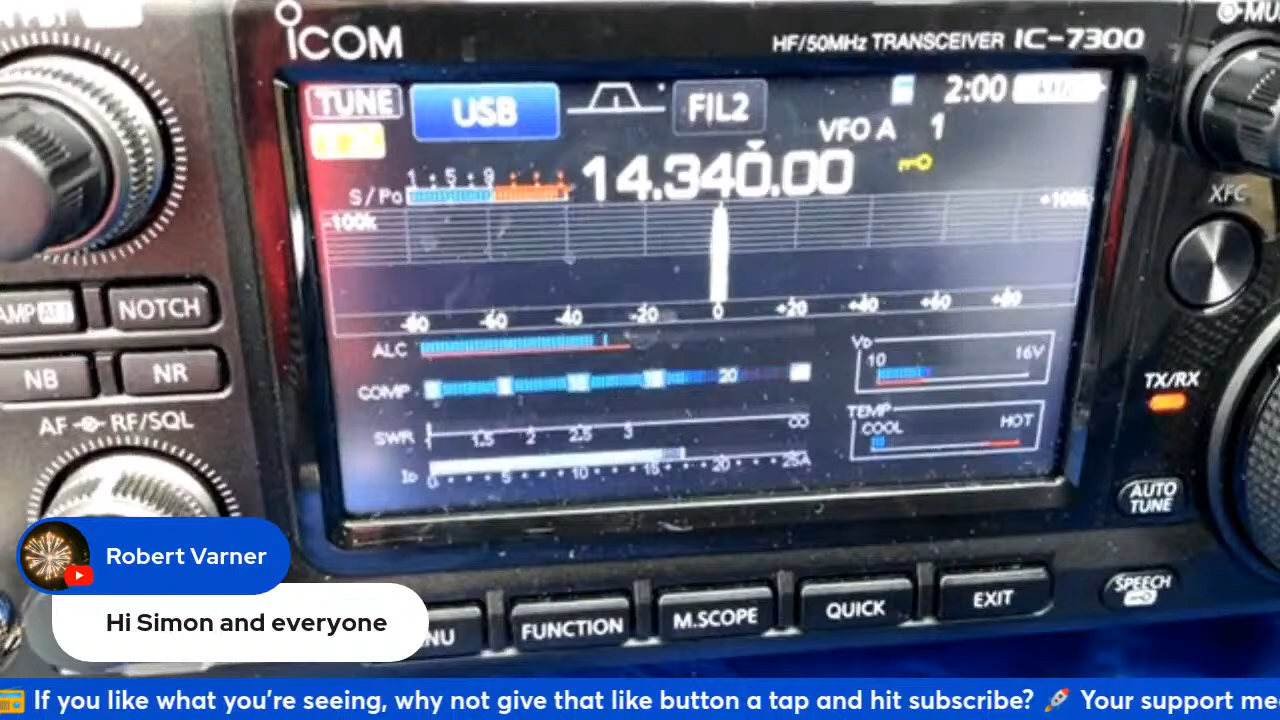 ICOM
HF/50MHz TRANSCEIVER IC-7300
TUNE USB FIL2 2:00
VFO A 1
1 5 9 14.340.00
S/Po
-100k +100k
XFC
-80 -60 -40 -20 0 +20 +40 +60 +80
NOTCH
ALC
VD
10 16V
NB NR
COMP 10 20
TX/RX
AF RF/SQL
TEMP
COOL HOT
SWR 1.5 2 2.5 3 ∞
ID 0 5 10 15 20 25A
AUTO
TUNE
FUNCTION M.SCOPE QUICK EXIT
SPEECH
Robert Varner
Hi Simon and everyone
If you like what you're seeing, why not give that like button a tap and hit subscribe? 🚀 Your support me